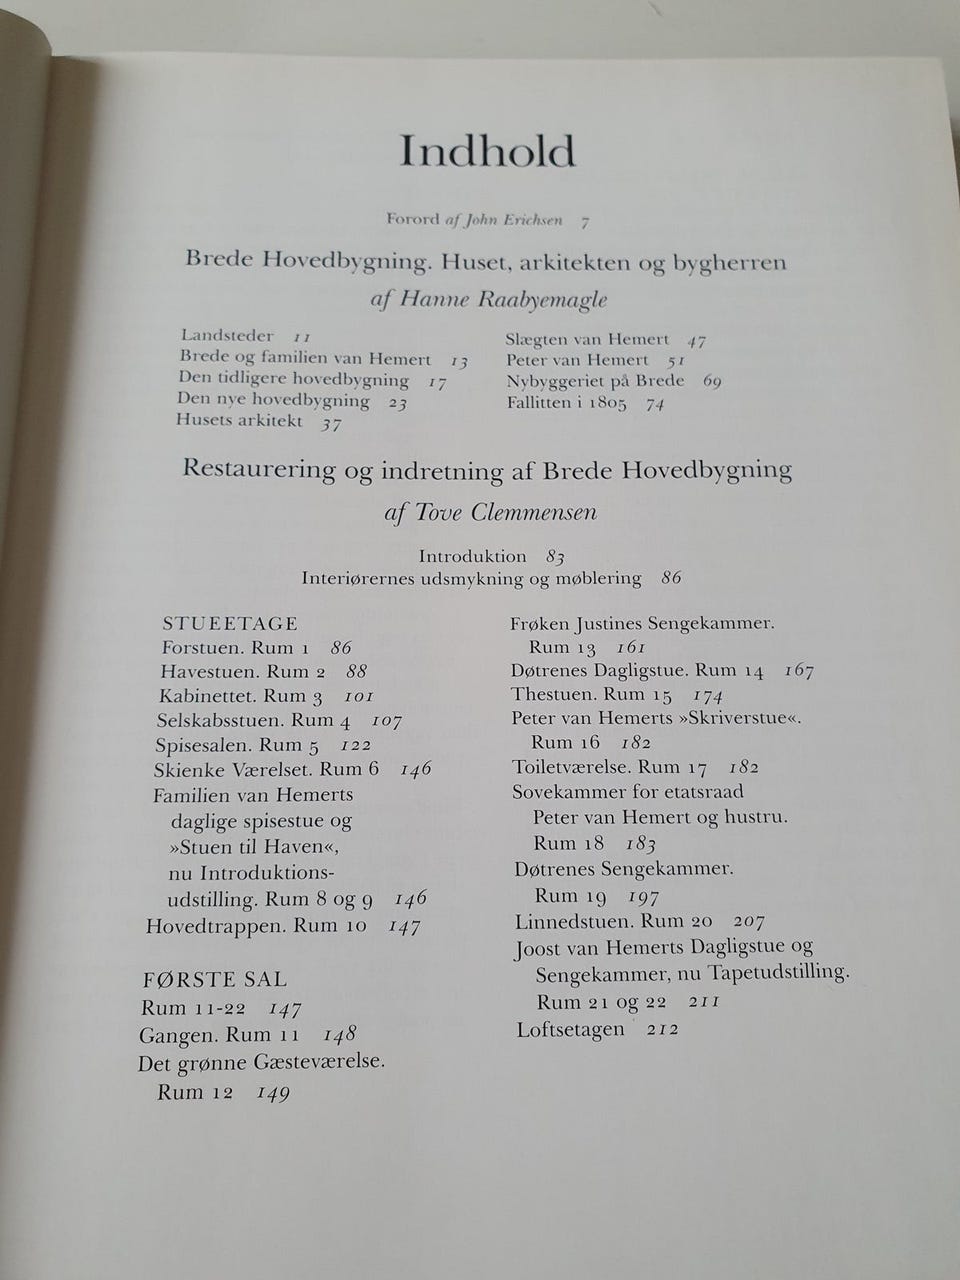 Indhold
Forord af John Erichsen 7
Brede Hovedbygning. Huset, arkitekten og bygherren
af Hanne Raabyemagle
Landsteder 11
Brede og familien van Hemert 13
Den tidligere hovedbygning 17
Den nye hovedbygning 23
Husets arkitekt 37
Slægten van Hemert 47
Peter van Hemert 51
Nybyggeriet på Brede 69
Fallitten i 1805 74
Restaurering og indretning af Brede Hovedbygning
af Tove Clemmensen
Introduktion 83
Interiørernes udsmykning og møblering 86
STUEETAGE
Forstuen. Rum 1 86
Havestuen. Rum 2 88
Kabinettet. Rum 3 101
Selskabsstuen. Rum 4 107
Spisesalen. Rum 5 122
Skienke Værelset. Rum 6 146
Familien van Hemerts
daglige spisestue og
»Stuen til Haven«,
nu Introduktions-
udstilling. Rum 8 og 9 146
Hovedtrappen. Rum 10 147
FØRSTE SAL
Rum 11-22 147
Gangen. Rum 11 148
Det grønne Gæsteværelse.
Rum 12 149
Frøken Justines Sengekammer.
Rum 13 161
Døtrenes Dagligstue. Rum 14 167
Thestuen. Rum 15 174
Peter van Hemerts »Skriverstue«.
Rum 16 182
Toiletværelse. Rum 17 182
Sovekammer for etatsraad
Peter van Hemert og hustru.
Rum 18 183
Døtrenes Sengekammer.
Rum 19 197
Linnedstuen. Rum 20 207
Joost van Hemerts Dagligstue og
Sengekammer, nu Tapetudstilling.
Rum 21 og 22 211
Loftsetagen 212